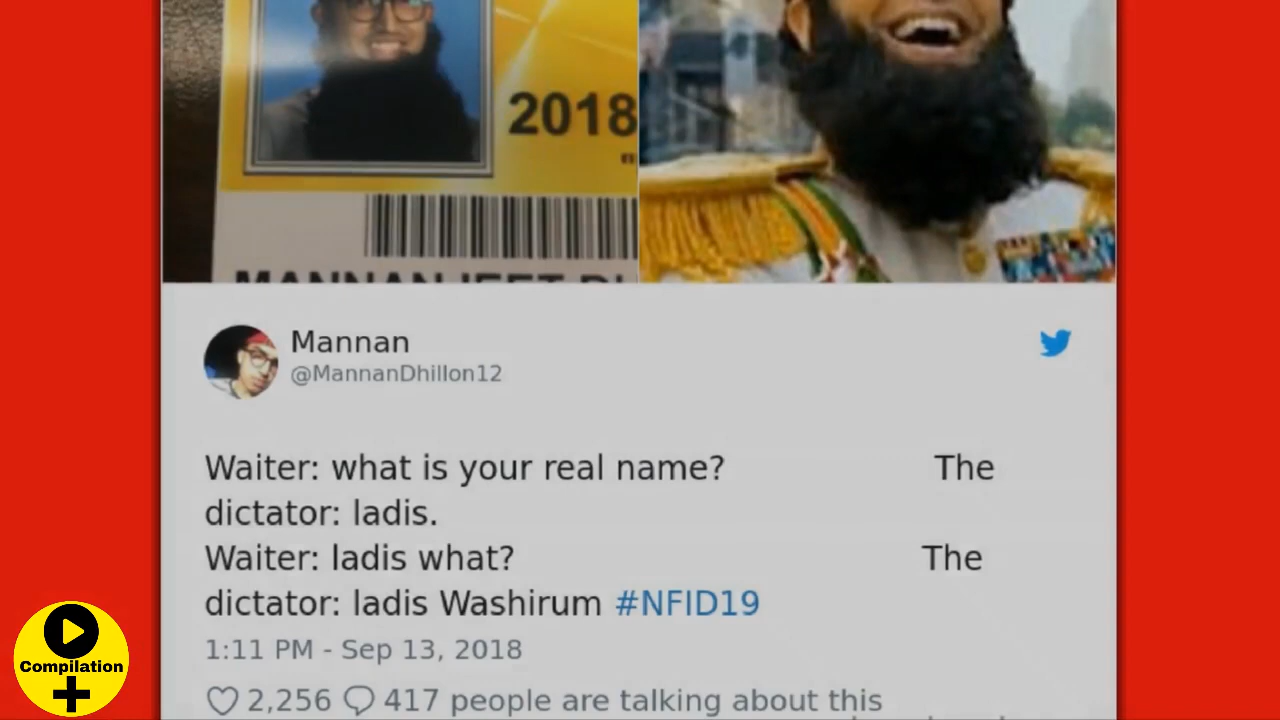 2018
Mannan
@MannanDhillon12
Waiter: what is your real name? The
dictator: ladis.
Waiter: ladis what? The
dictator: ladis Washirum #NFID19
1:11 PM - Sep 13, 2018
2,256 417 people are talking about this
Compilation